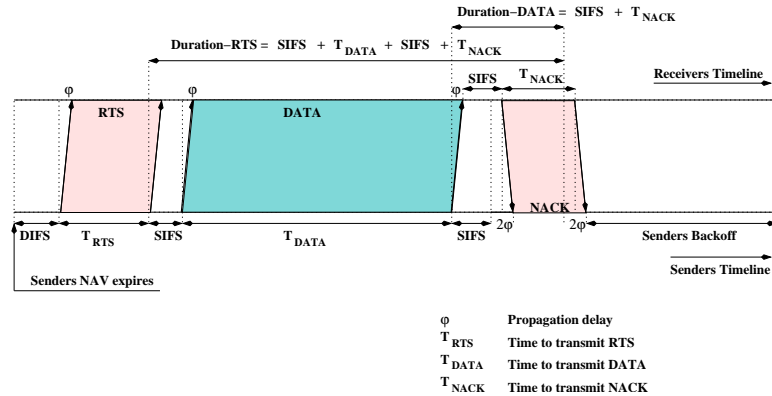 Duration−DATA = SIFS + T NACK
Duration−RTS = SIFS + T DATA + SIFS + T NACK
SIFS
T NACK
Receivers Timeline
φ
φ
φ
RTS
DATA
NACK
DIFS
T RTS
SIFS
T DATA
SIFS
2φ
2φ
Senders Backoff
Senders NAV expires
Senders Timeline
φ Propagation delay
T RTS Time to transmit RTS
T DATA Time to transmit DATA
T NACK Time to transmit NACK